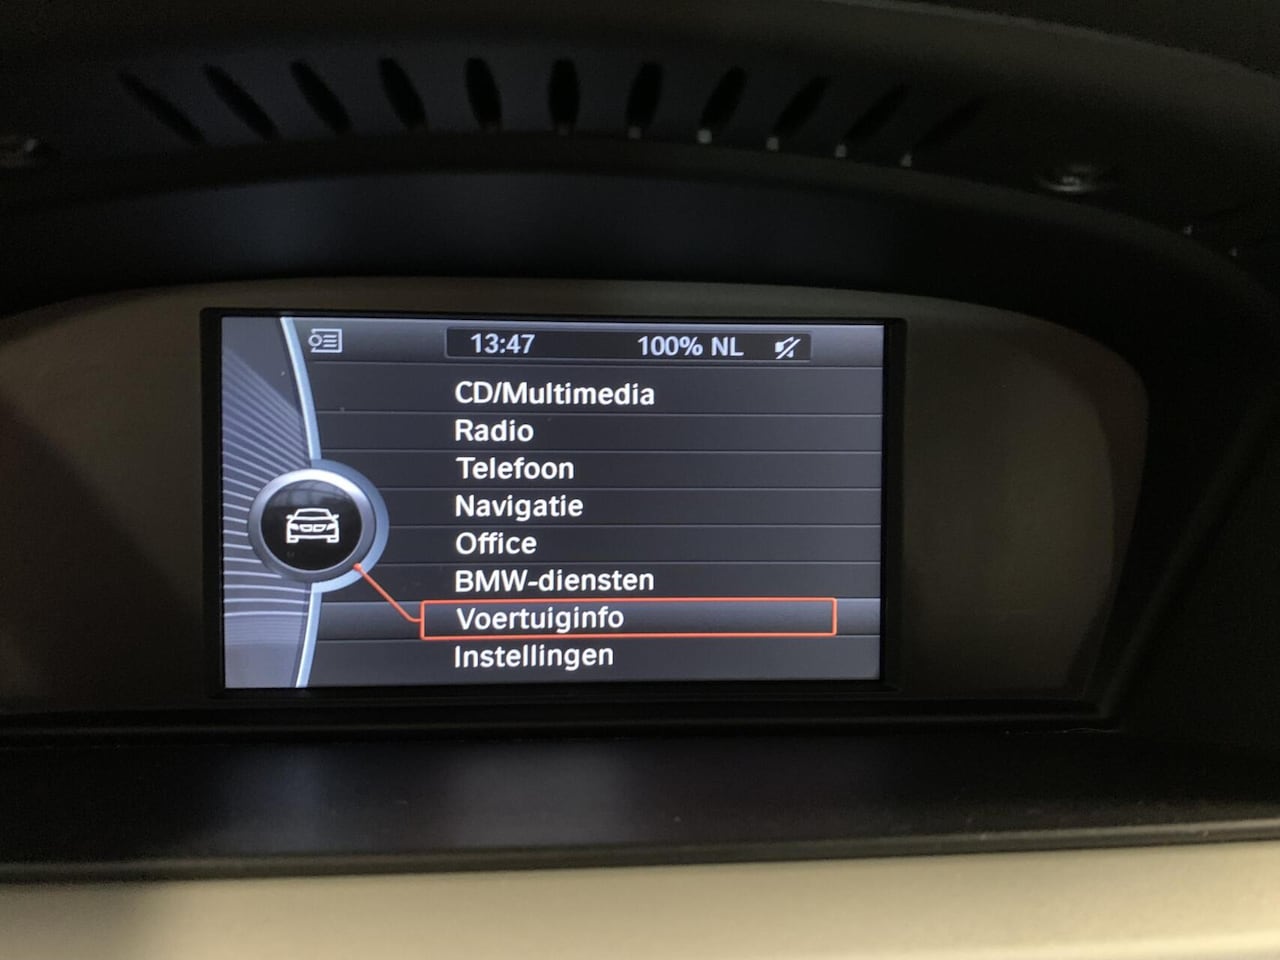 13:47 100% NL
CD/Multimedia
Radio
Telefoon
Navigatie
Office
BMW-diensten
Voertuiginfo
Instellingen